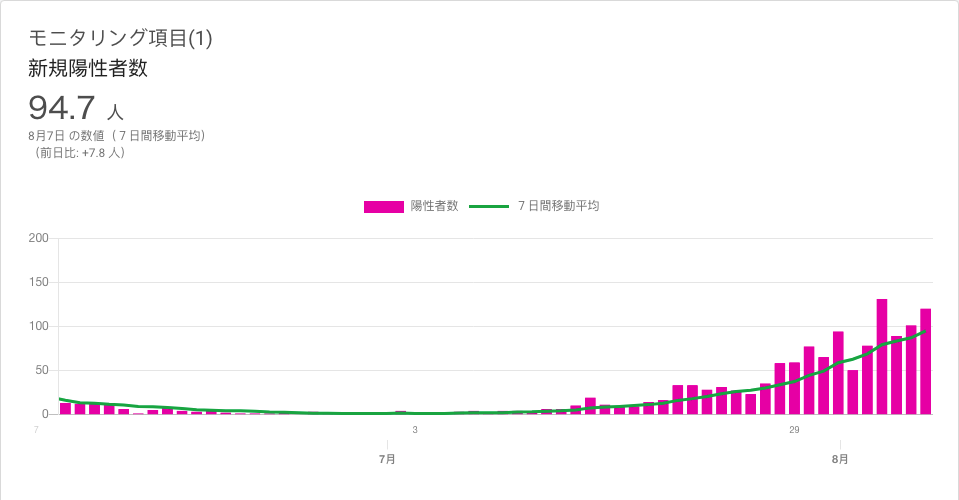 モニタリング項目(1)
新規陽性者数
94.7 人
8月7日 の数値（７日間移動平均）
（前日比: +7.8 人）
陽性者数 ７日間移動平均
200
150
100
50
0
7 3 29
7月 8月